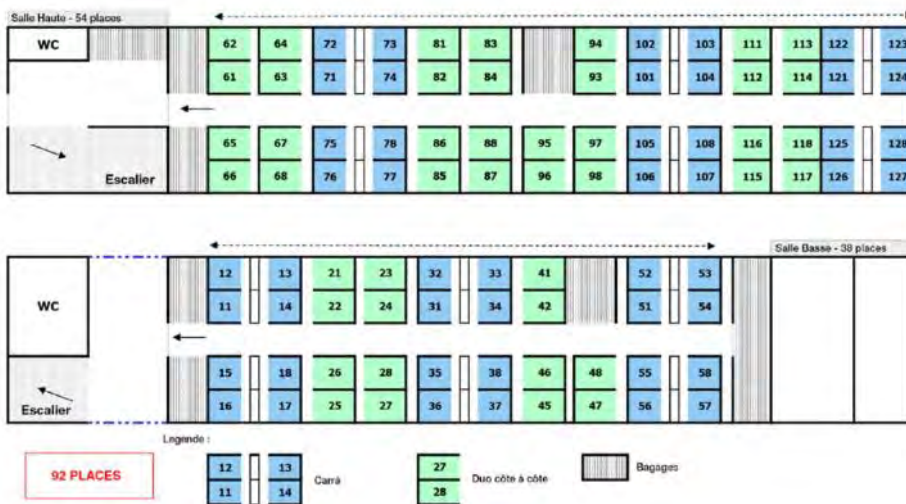 Salle Haute - 54 places
WC 62 64 72 73 81 83 94 102 103 111 113 122 123
61 63 71 74 82 84 93 101 104 112 114 121 124
65 67 75 78 86 88 95 97 105 108 116 118 125 128
Escalier 66 68 76 77 85 87 96 98 106 107 115 117 126 127
Salle Basse - 38 places
12 13 21 23 32 33 41 52 53
WC 11 14 22 24 31 34 42 51 54
15 18 26 28 35 38 46 48 55 58
Escalier 16 17 25 27 36 37 45 47 56 57
Legende :
92 PLACES
12 13 Carrà 27 Duo côte à côte Bagages
11 14 28